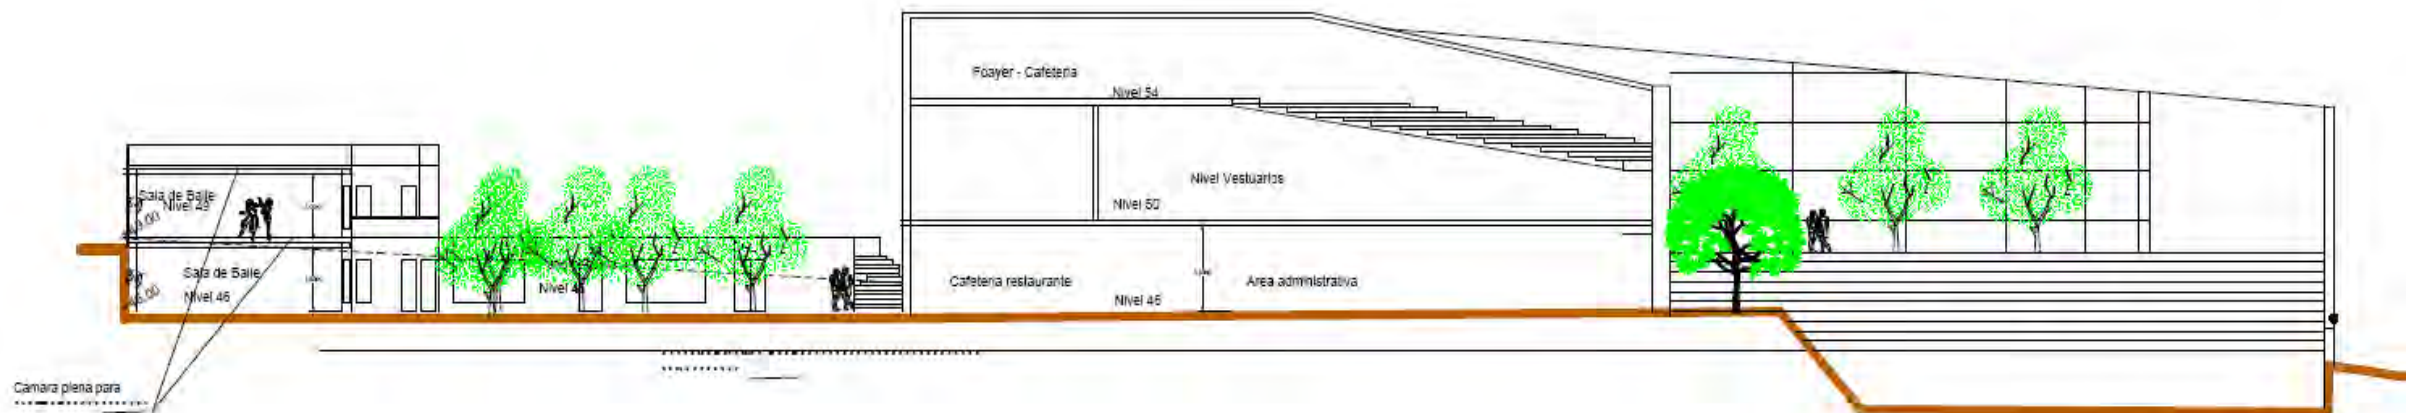 Foayer - Cafeteria
Nivel 54
Sala de Baile
Nivel 49
Nivel Vestuarios
Nivel 50
Sala de Baile
Nivel 46
Cafeteria restaurante
Area administrativa
Nivel 46
Camara plena para